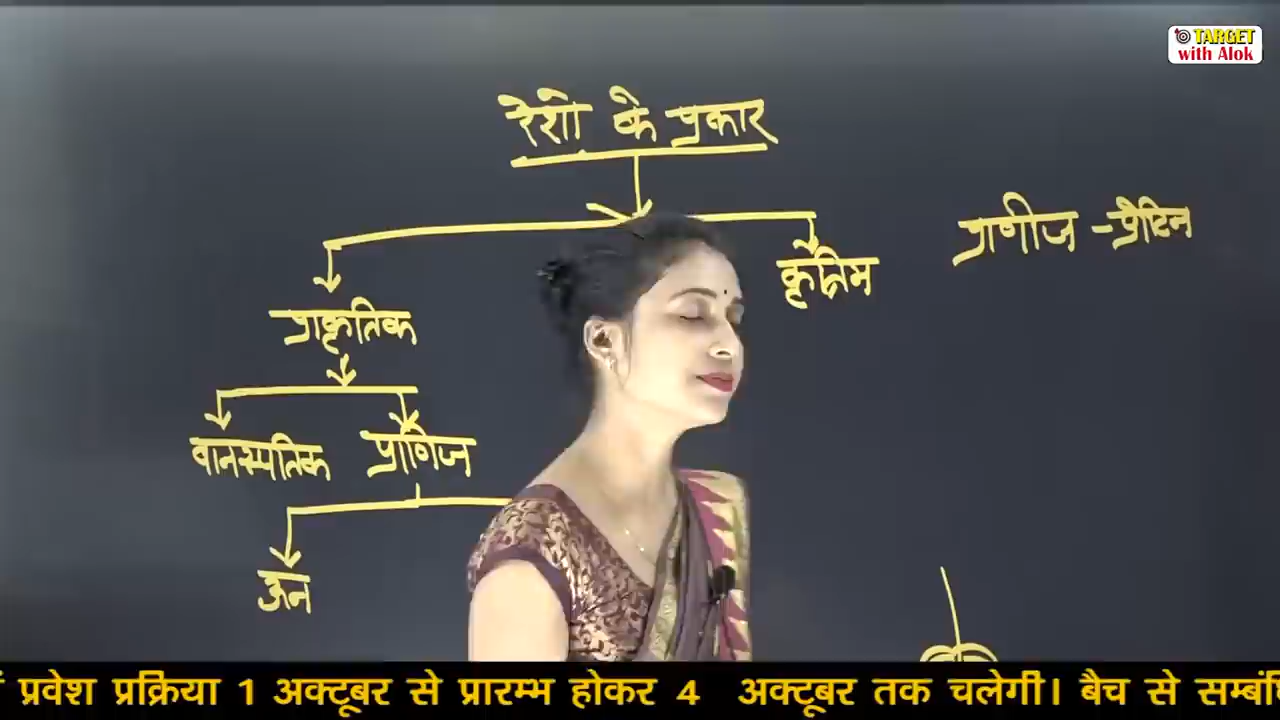 TARGET
with Alok
रेशो के प्रकार
कृत्रिम
प्राणीज - प्रोटिन
प्राकृतिक
वानस्पतिक प्राणिज
ऊन
प्रवेश प्रक्रिया 1 अक्टूबर से प्रारम्भ होकर 4 अक्टूबर तक चलेगी। बैच से सम्बंधि